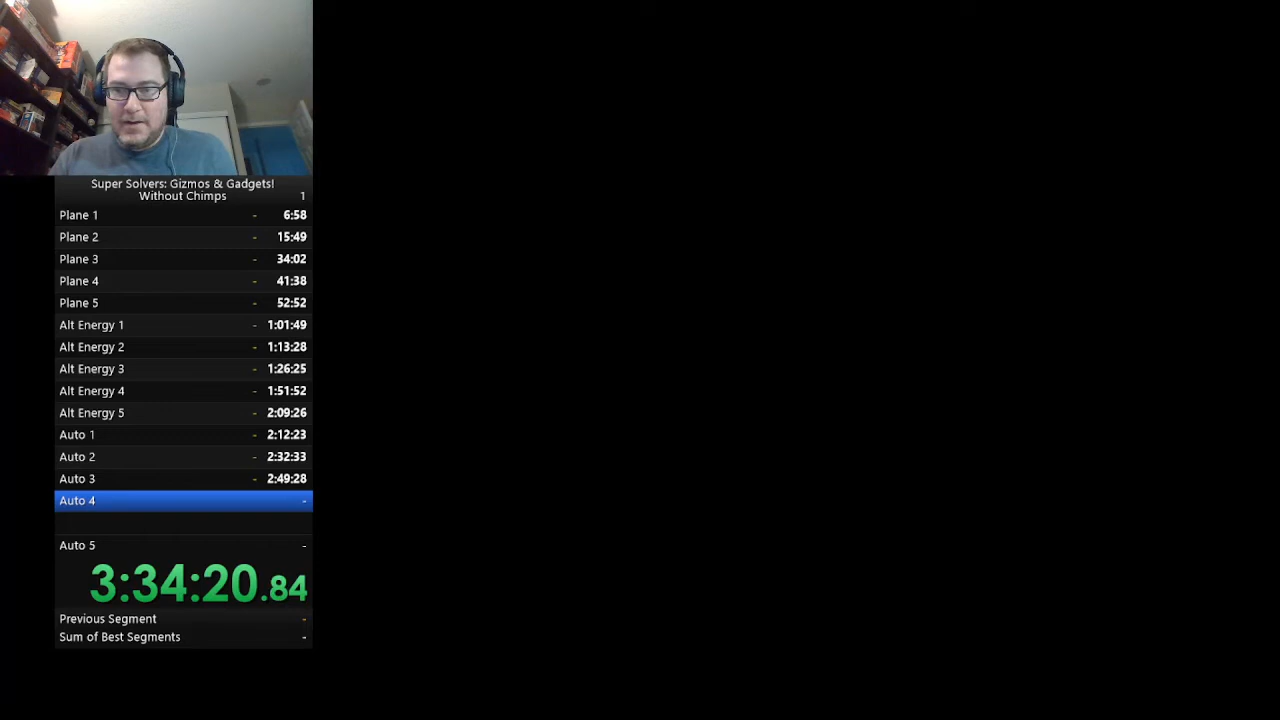 Super Solvers: Gizmos & Gadgets!
Without Chimps 1
Plane 1 - 6:58
Plane 2 - 15:49
Plane 3 - 34:02
Plane 4 - 41:38
Plane 5 - 52:52
Alt Energy 1 - 1:01:49
Alt Energy 2 - 1:13:28
Alt Energy 3 - 1:26:25
Alt Energy 4 - 1:51:52
Alt Energy 5 - 2:09:26
Auto 1 - 2:12:23
Auto 2 - 2:32:33
Auto 3 - 2:49:28
Auto 4 -
Auto 5 -
3:34:20.84
Previous Segment -
Sum of Best Segments -